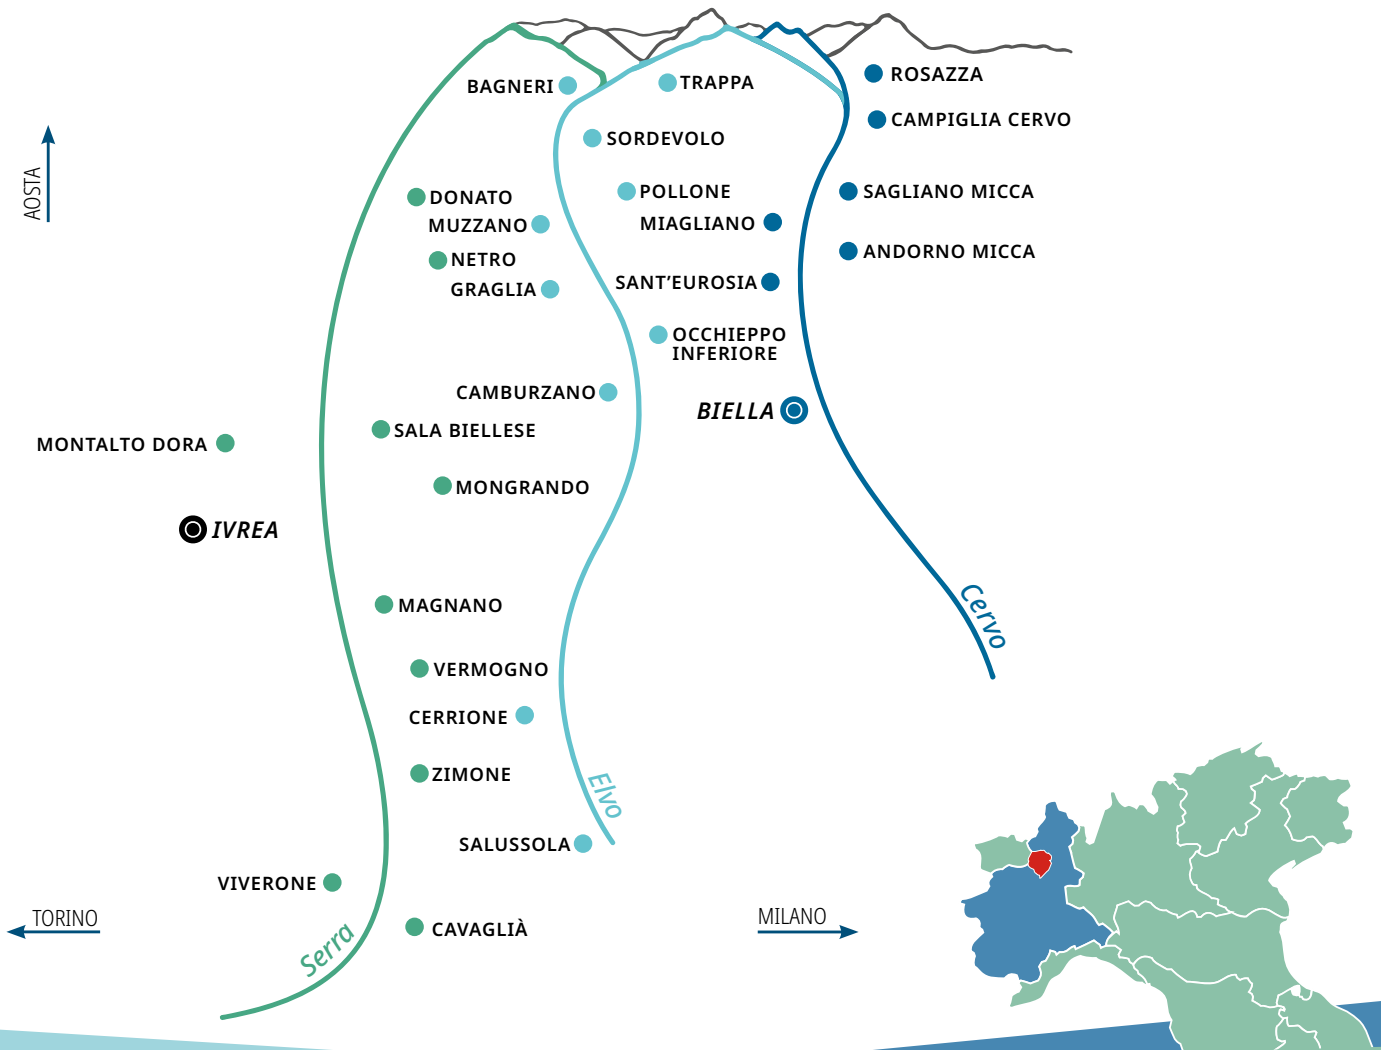 ROSAZZA
TRAPPA
BAGNERI
CAMPIGLIA CERVO
SORDEVOLO
AOSTA
POLLONE
SAGLIANO MICCA
DONATO
MUZZANO
MIAGLIANO
ANDORNO MICCA
NETRO
SANT'EUROSIA
GRAGLIA
OCCHIEPPO
INFERIORE
CAMBURZANO
BIELLA
SALA BIELLESE
MONTALTO DORA
MONGRANDO
IVREA
MAGNANO
Cervo
VERMOGNO
CERRIONE
ZIMONE
Elvo
SALUSSOLA
VIVERONE
TORINO
MILANO
CAVAGLIÀ
Serra